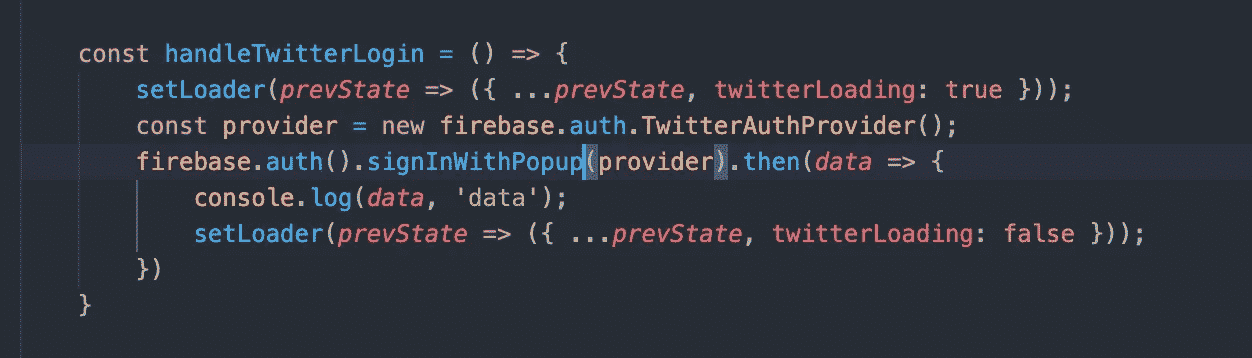 const handleTwitterLogin = () => {
setLoader(prevState => ({ ...prevState, twitterLoading: true }));
const provider = new firebase.auth.TwitterAuthProvider();
firebase.auth().signInWithPopup(provider).then(data => {
console.log(data, 'data');
setLoader(prevState => ({ ...prevState, twitterLoading: false }));
})
}